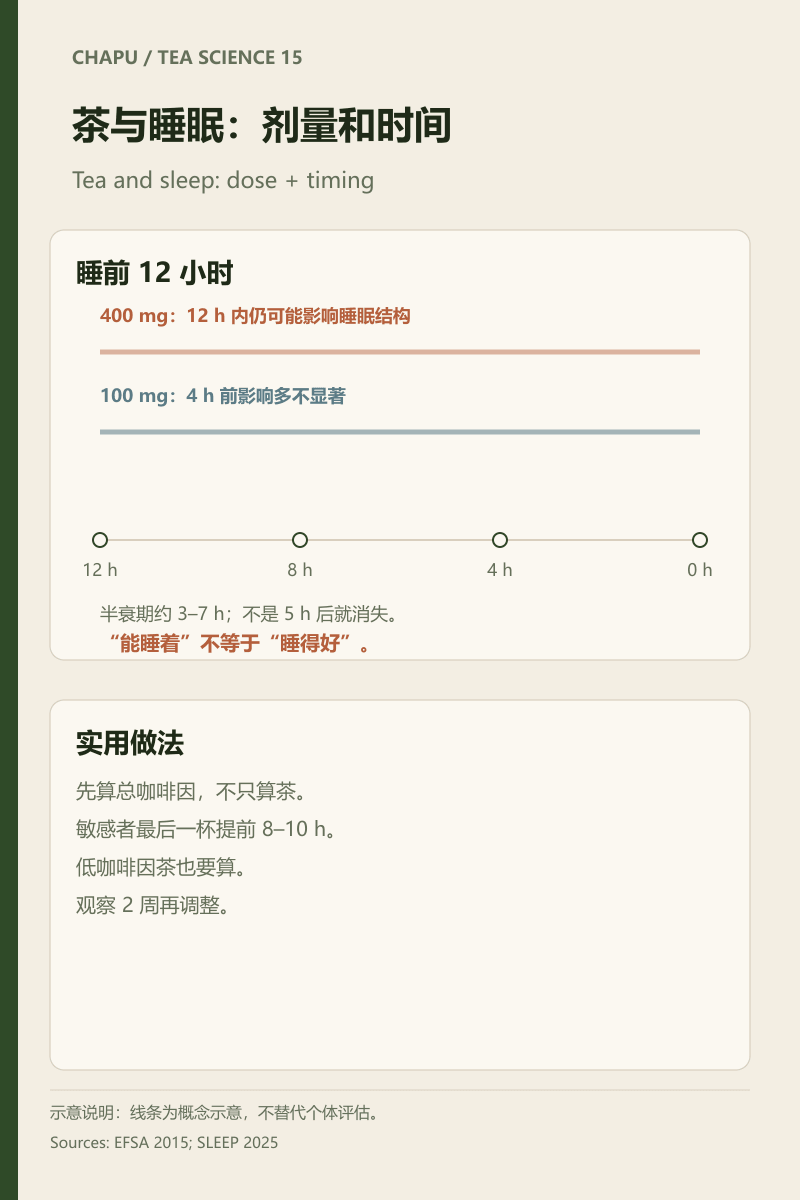 CHAPU / TEA SCIENCE 15
茶与睡眠：剂量和时间
Tea and sleep: dose + timing
睡前 12 小时
400 mg：12 h 内仍可能影响睡眠结构
100 mg：4 h 前影响多不显著
12 h
8 h
4 h
0 h
半衰期约 3–7 h；不是 5 h 后就消失。
“能睡着”不等于“睡得好”。
实用做法
先算总咖啡因，不只算茶。
敏感者最后一杯提前 8–10 h。
低咖啡因茶也要算。
观察 2 周再调整。
示意说明：线条为概念示意，不替代个体评估。
Sources: EFSA 2015; SLEEP 2025